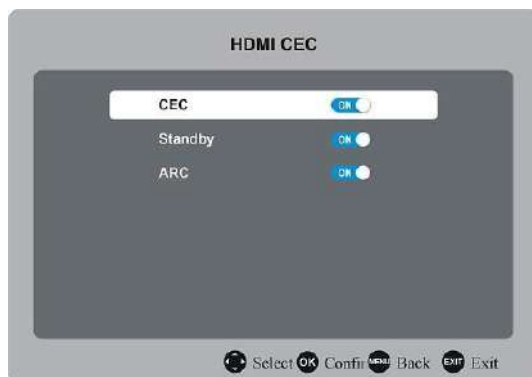 HDMI CEC
CEC ON
Standby ON
ARC ON
Select OK Confir MENU Back EXIT Exit